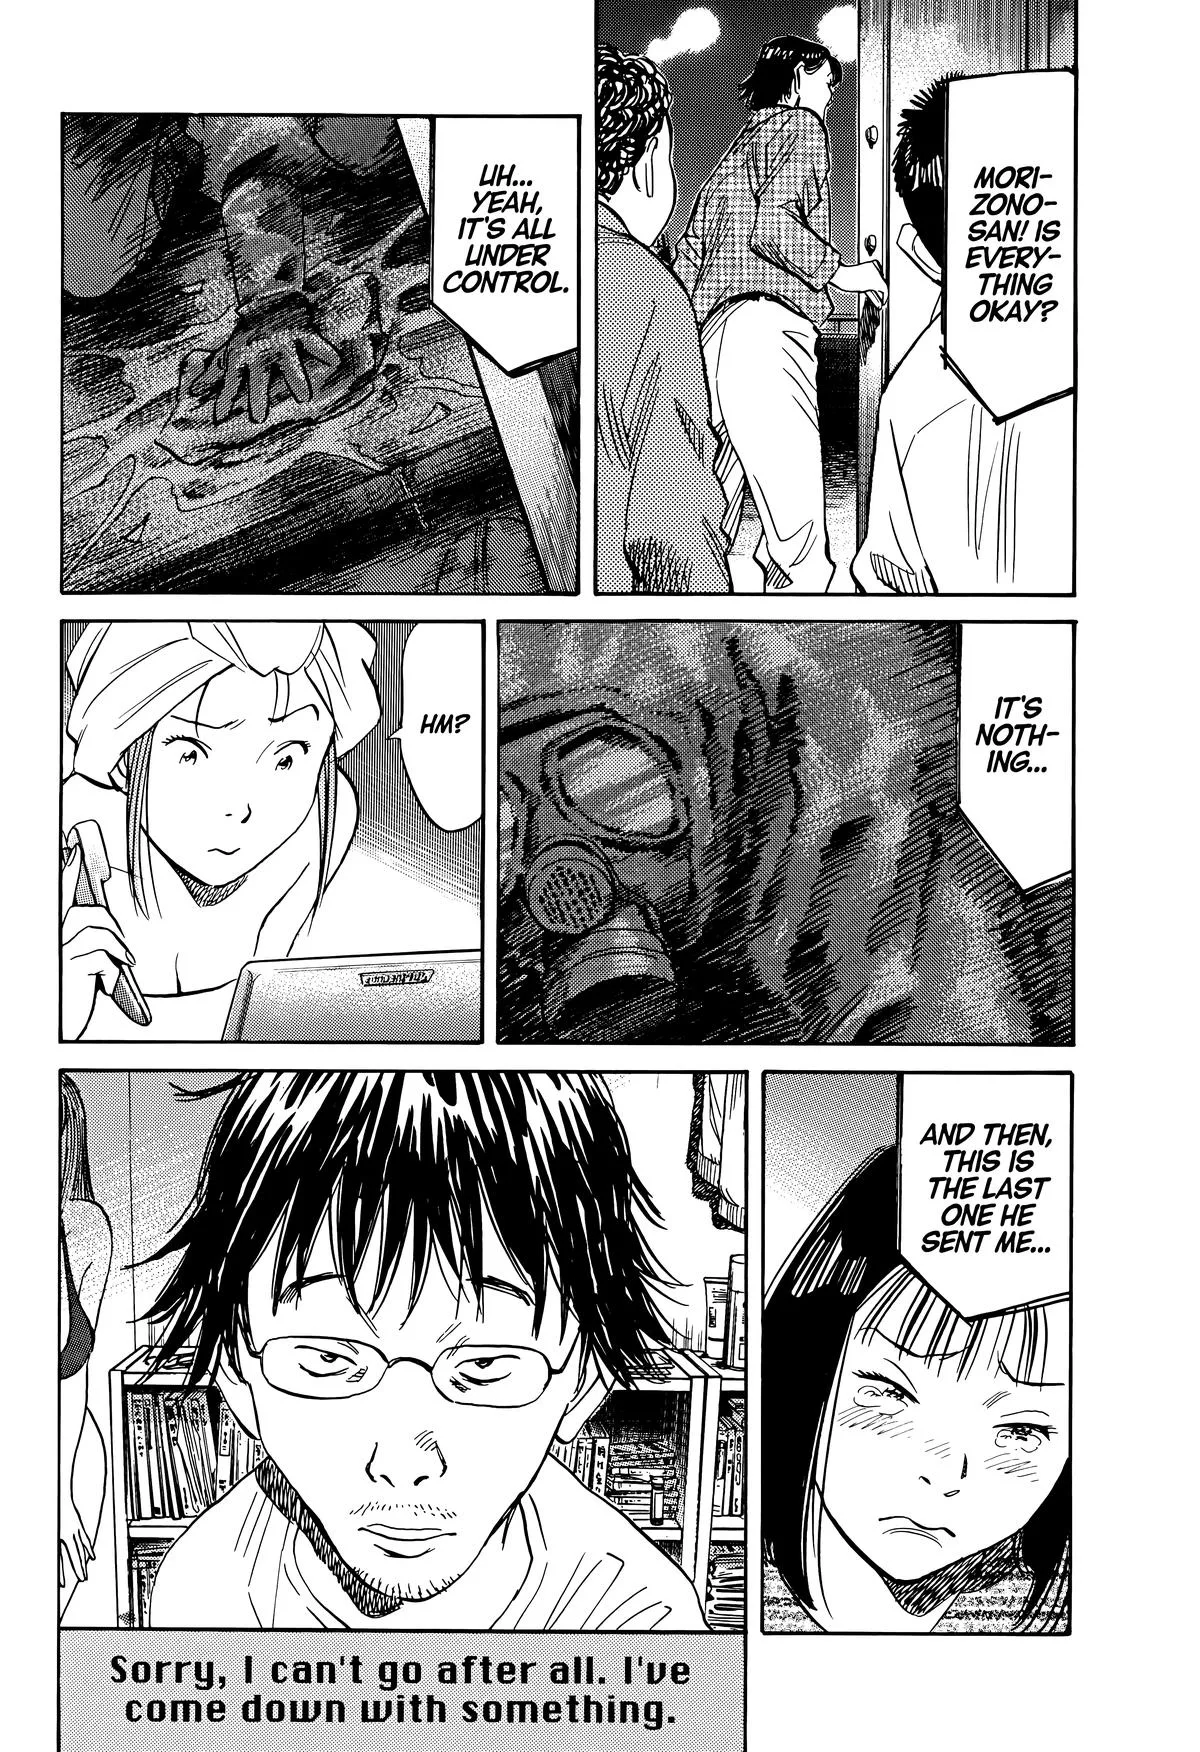 MORI-
ZONO-
SAN! IS
EVERY-
THING
OKAY?
UH...
YEAH,
IT'S ALL
UNDER
CONTROL.
IT'S
NOTH-
ING...
HM?
AND THEN,
THIS IS
THE LAST
ONE HE
SENT ME...
Sorry, I can't go after all. I've
come down with something.